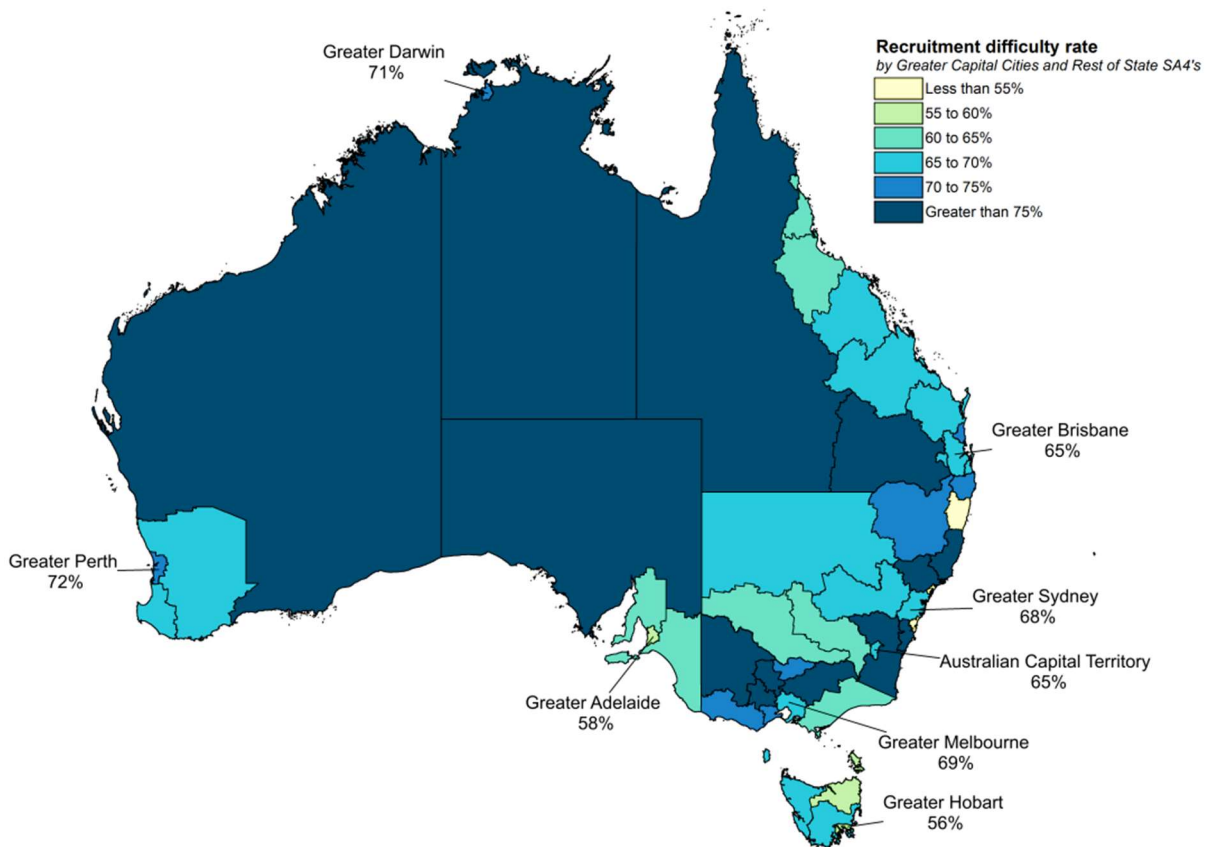 Greater Darwin
71%
Recruitment difficulty rate
by Greater Capital Cities and Rest of State SA4's
Less than 55%
55 to 60%
60 to 65%
65 to 70%
70 to 75%
Greater than 75%
Greater Brisbane
65%
Greater Perth
72%
Greater Sydney
68%
Australian Capital Territory
65%
Greater Adelaide
58%
Greater Melbourne
69%
Greater Hobart
56%